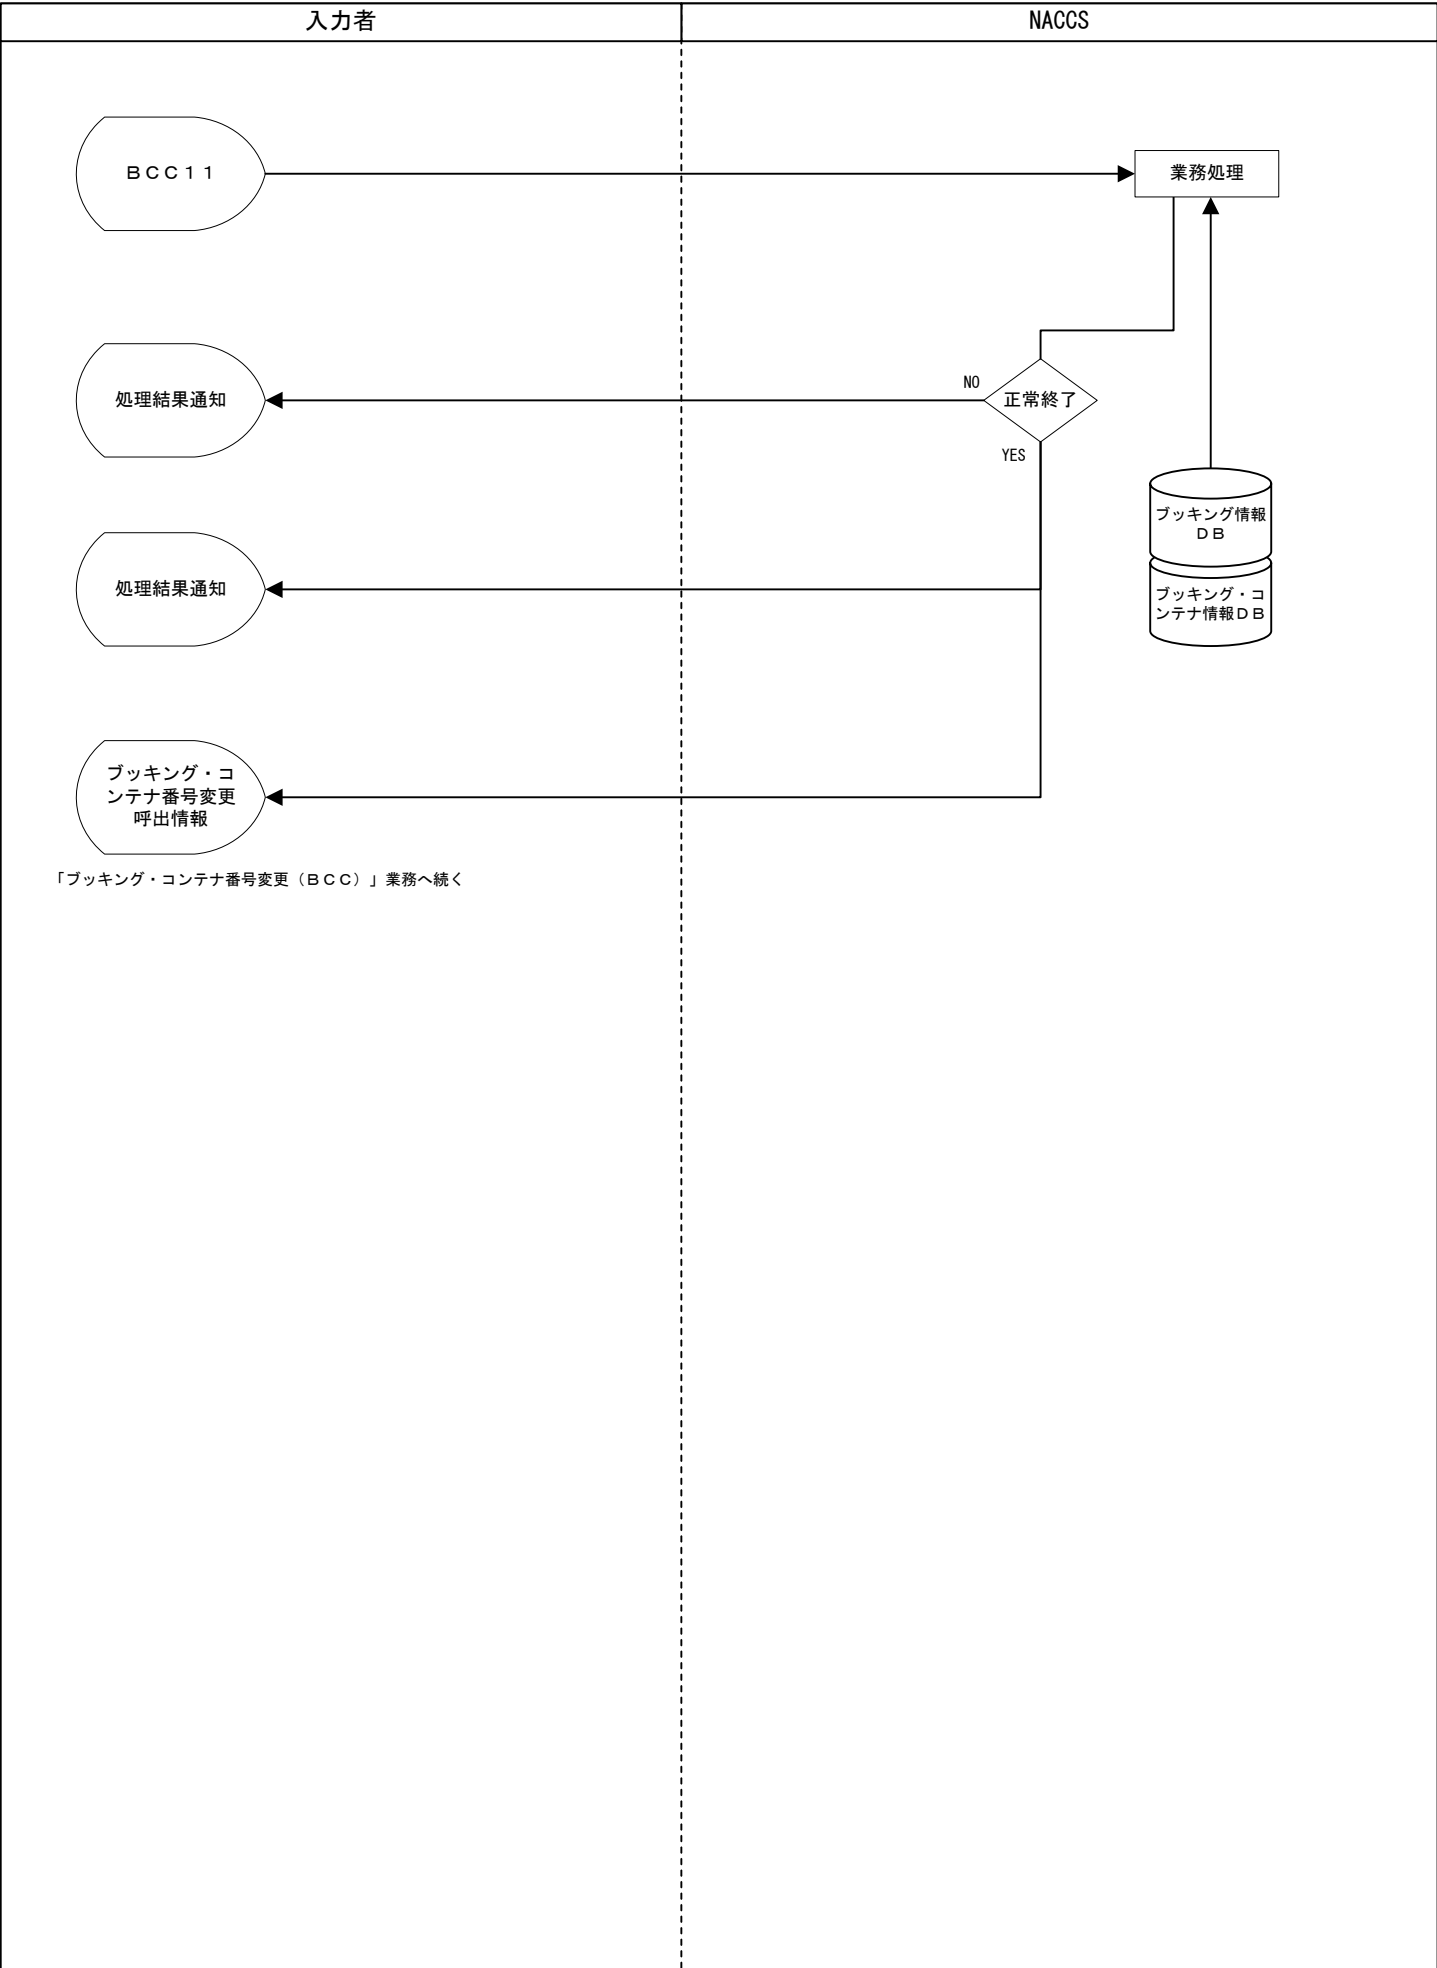 入力者
NACCS
ＢＣＣ１１
業務処理
処理結果通知
NO
正常終了
YES
ブッキング情報
ＤＢ
処理結果通知
ブッキング・コ
ンテナ情報ＤＢ
ブッキング・コ
ンテナ番号変更
呼出情報
「ブッキング・コンテナ番号変更（ＢＣＣ）」業務へ続く